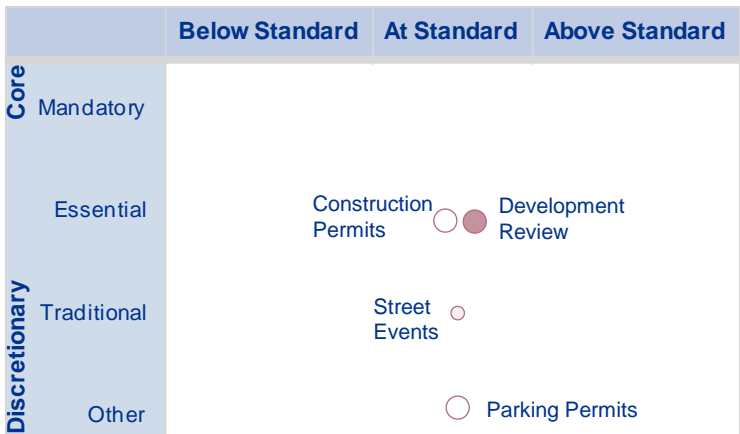 Below Standard At Standard Above Standard
Core
Mandatory
Essential
Construction
Permits
Development
Review
Discretionary
Traditional
Street
Events
Other
Parking Permits